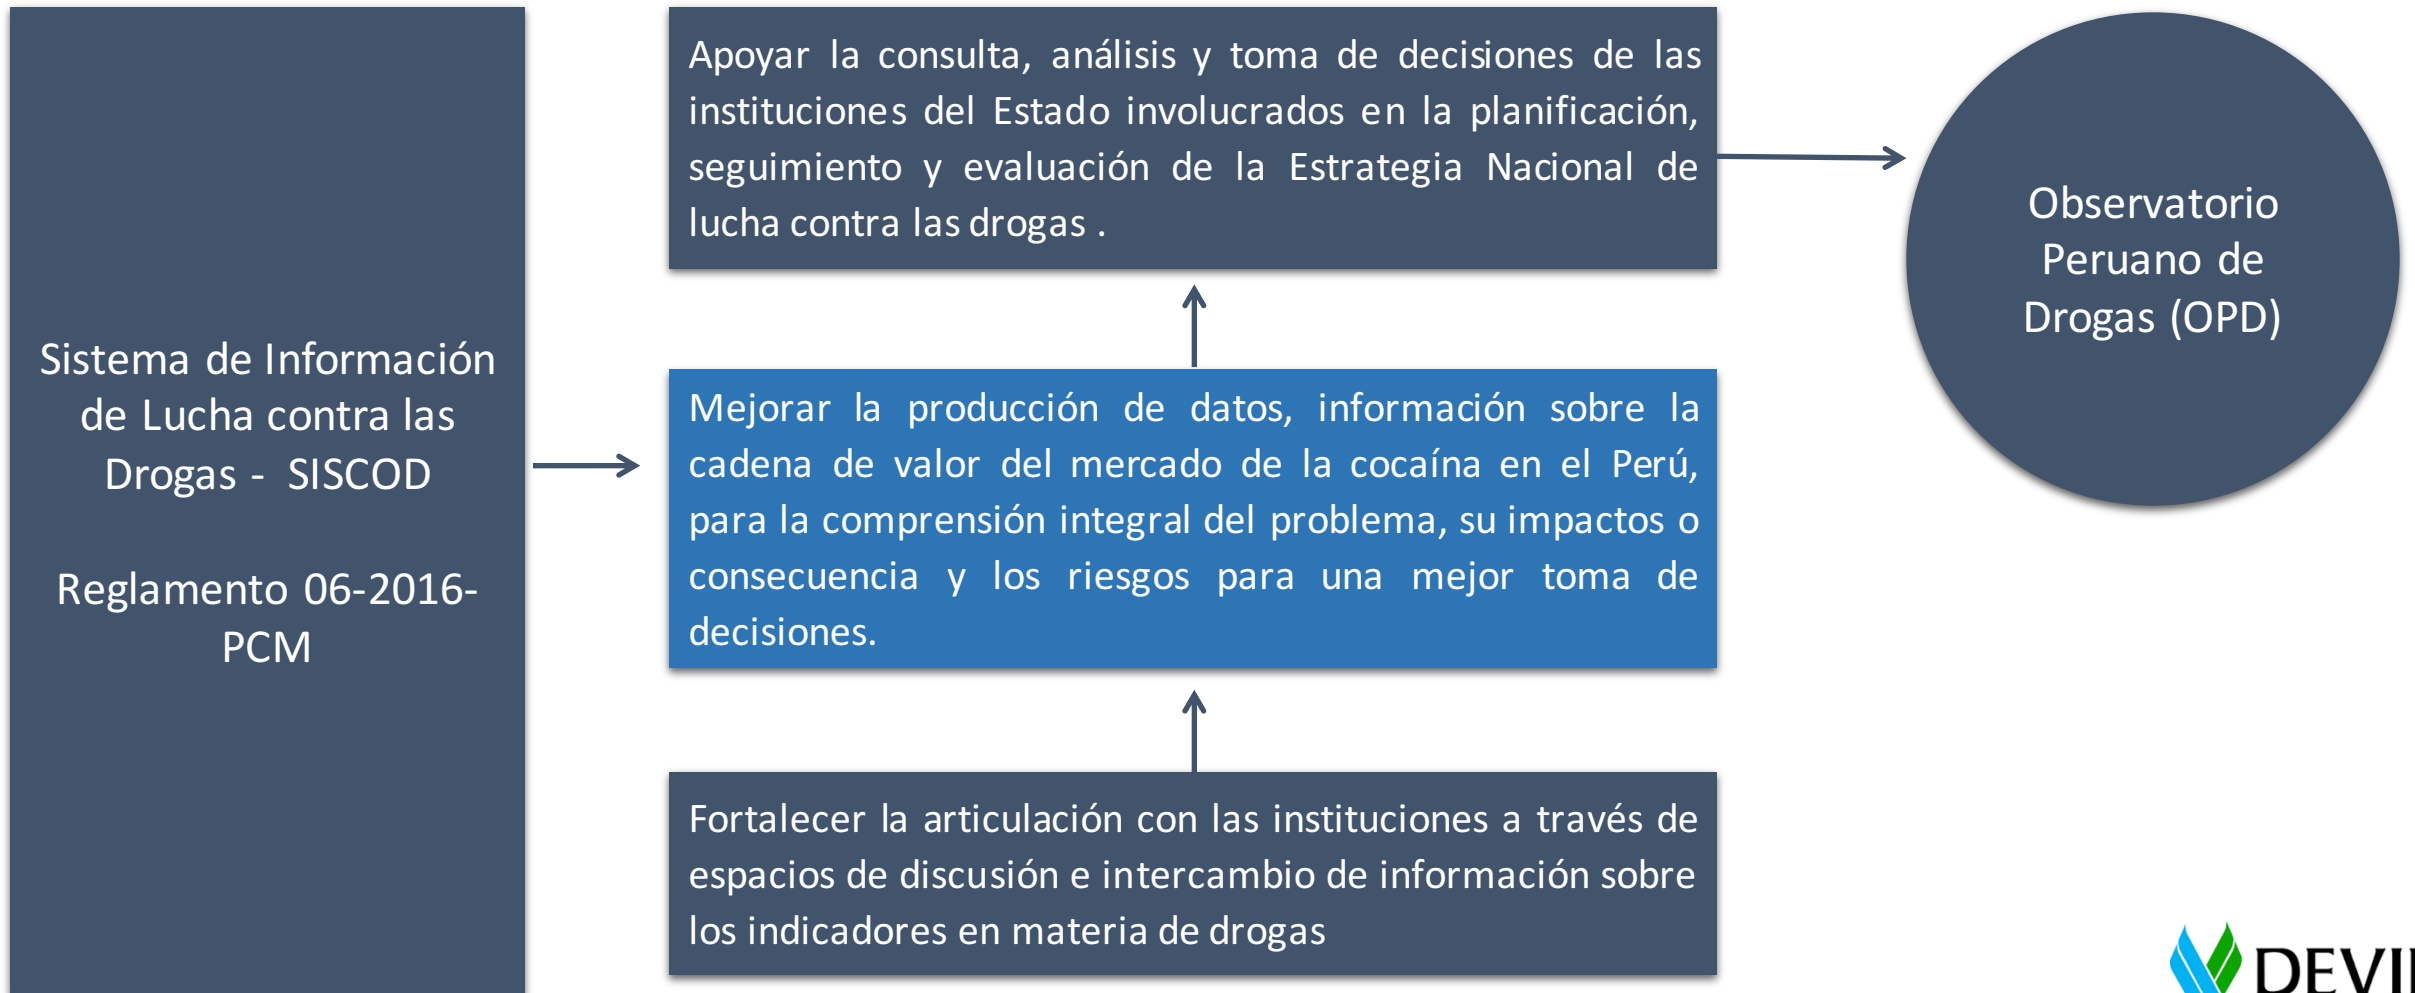 Sistema de Información
de Lucha contra las
Drogas - SISCOD
Reglamento 06-2016-
PCM
Apoyar la consulta, análisis y toma de decisiones de las
instituciones del Estado involucrados en la planificación,
seguimiento y evaluación de la Estrategia Nacional de
lucha contra las drogas .
Mejorar la producción de datos, información sobre la
cadena de valor del mercado de la cocaína en el Perú,
para la comprensión integral del problema, su impactos o
consecuencia y los riesgos para una mejor toma de
decisiones.
Fortalecer la articulación con las instituciones a través de
espacios de discusión e intercambio de información sobre
los indicadores en materia de drogas
Observatorio
Peruano de
Drogas (OPD)